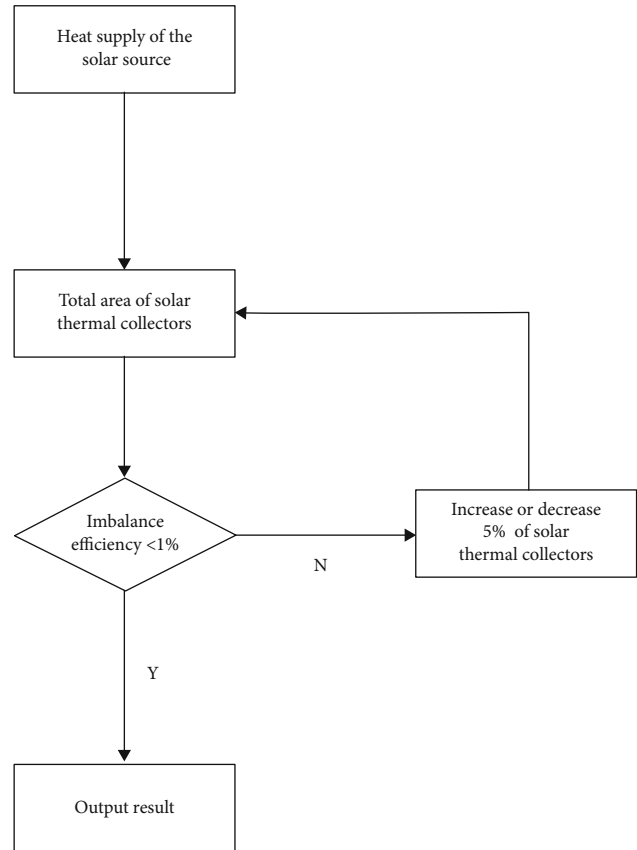 Heat supply of the
solar source
Total area of solar
thermal collectors
Imbalance
efficiency <1%
N
Increase or decrease
5% of solar
thermal collectors
Y
Output result